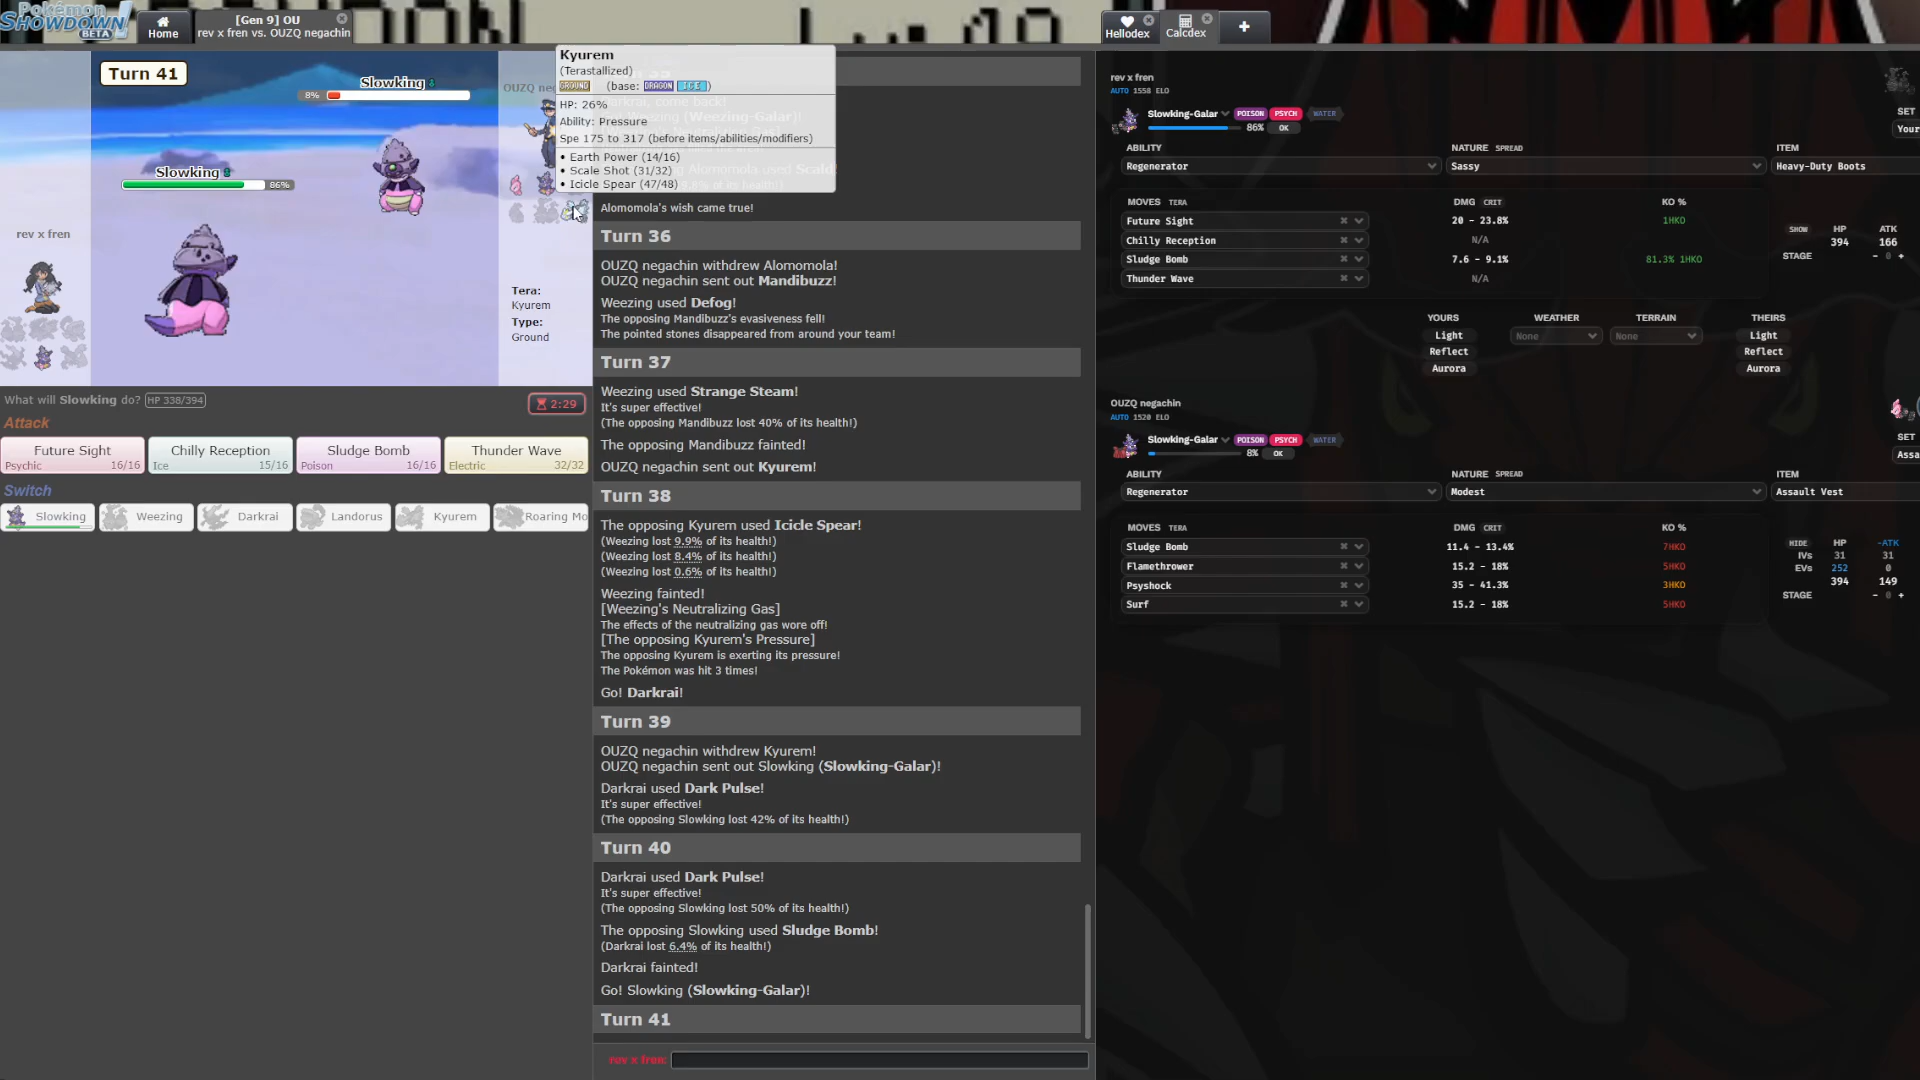 Pokémon
SHOWDOWN!
BETA
Home
[Gen 9] OU
rev x fren vs. OUZQ negachin
Hellodex
Calcdex
Turn 41
Slowking
8%
Slowking
86%
rev x fren
Tera:
Kyurem
Type:
Ground
Kyurem
(Terastallized)
GROUND (base: DRAGON ICE )
HP: 26%
Ability: Pressure
Spe 175 to 317 (before items/abilities/modifiers)
• Earth Power (14/16)
• Scale Shot (31/32)
• Icicle Spear (47/48)
What will Slowking do? HP 338/394
2:29
Attack
Future Sight
Psychic 16/16
Chilly Reception
Ice 15/16
Sludge Bomb
Poison 16/16
Thunder Wave
Electric 32/32
Switch
Slowking
Weezing
Darkrai
Landorus
Kyurem
Roaring Mo
Alomomola's wish came true!
Turn 36
OUZQ negachin withdrew Alomomola!
OUZQ negachin sent out Mandibuzz!
Weezing used Defog!
The opposing Mandibuzz's evasiveness fell!
The pointed stones disappeared from around your team!
Turn 37
Weezing used Strange Steam!
It's super effective!
(The opposing Mandibuzz lost 40% of its health!)
The opposing Mandibuzz fainted!
OUZQ negachin sent out Kyurem!
Turn 38
The opposing Kyurem used Icicle Spear!
(Weezing lost 9.9% of its health!)
(Weezing lost 8.4% of its health!)
(Weezing lost 0.6% of its health!)
Weezing fainted!
[Weezing's Neutralizing Gas]
The effects of the neutralizing gas wore off!
[The opposing Kyurem's Pressure]
The opposing Kyurem is exerting its pressure!
The Pokémon was hit 3 times!
Go! Darkrai!
Turn 39
OUZQ negachin withdrew Kyurem!
OUZQ negachin sent out Slowking (Slowking-Galar)!
Darkrai used Dark Pulse!
It's super effective!
(The opposing Slowking lost 42% of its health!)
Turn 40
Darkrai used Dark Pulse!
It's super effective!
(The opposing Slowking lost 50% of its health!)
The opposing Slowking used Sludge Bomb!
(Darkrai lost 6.4% of its health!)
Darkrai fainted!
Go! Slowking (Slowking-Galar)!
Turn 41
rev x fren:
rev x fren
AUTO 1558 ELO
Slowking-Galar POISON PSYCH WATER
86% OK
SET
Your
ABILITY NATURE SPREAD ITEM
Regenerator Sassy Heavy-Duty Boots
MOVES TERA DMG CRIT KO %
Future Sight 20 - 23.8% 1HKO
Chilly Reception N/A
Sludge Bomb 7.6 - 9.1% 81.3% 1HKO
Thunder Wave N/A
SHOW HP ATK
394 166
STAGE - 0 +
YOURS WEATHER TERRAIN THEIRS
Light None None Light
Reflect Reflect
Aurora Aurora
OUZQ negachin
AUTO 1520 ELO
Slowking-Galar POISON PSYCH WATER
8% OK
SET
Assa
ABILITY NATURE SPREAD ITEM
Regenerator Modest Assault Vest
MOVES TERA DMG CRIT KO %
Sludge Bomb 11.4 - 13.4% 7HKO
Flamethrower 15.2 - 18% 5HKO
Psyshock 35 - 41.3% 3HKO
Surf 15.2 - 18% 5HKO
HIDE HP -ATK
IVs 31 31
EVs 252 0
394 149
STAGE - 0 +